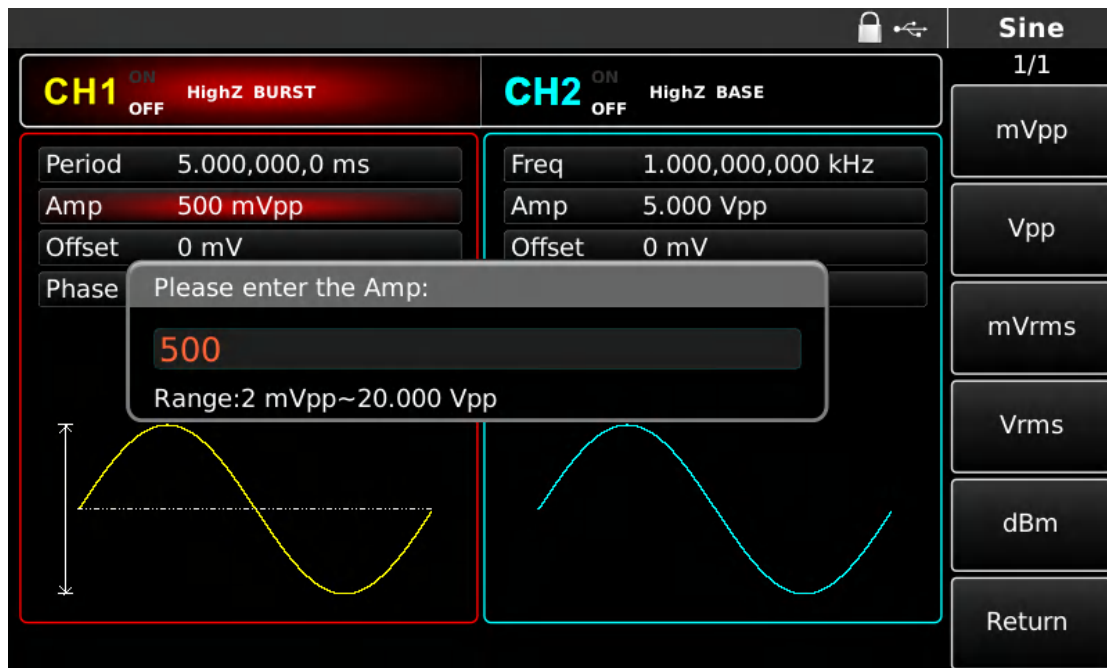 Sine
1/1
CH1 ON OFF HighZ BURST
CH2 ON OFF HighZ BASE
Period 5.000,000,0 ms
Amp 500 mVpp
Offset 0 mV
Phase
Freq 1.000,000,000 kHz
Amp 5.000 Vpp
Offset 0 mV
Please enter the Amp:
500
Range:2 mVpp~20.000 Vpp
mVpp
Vpp
mVrms
Vrms
dBm
Return